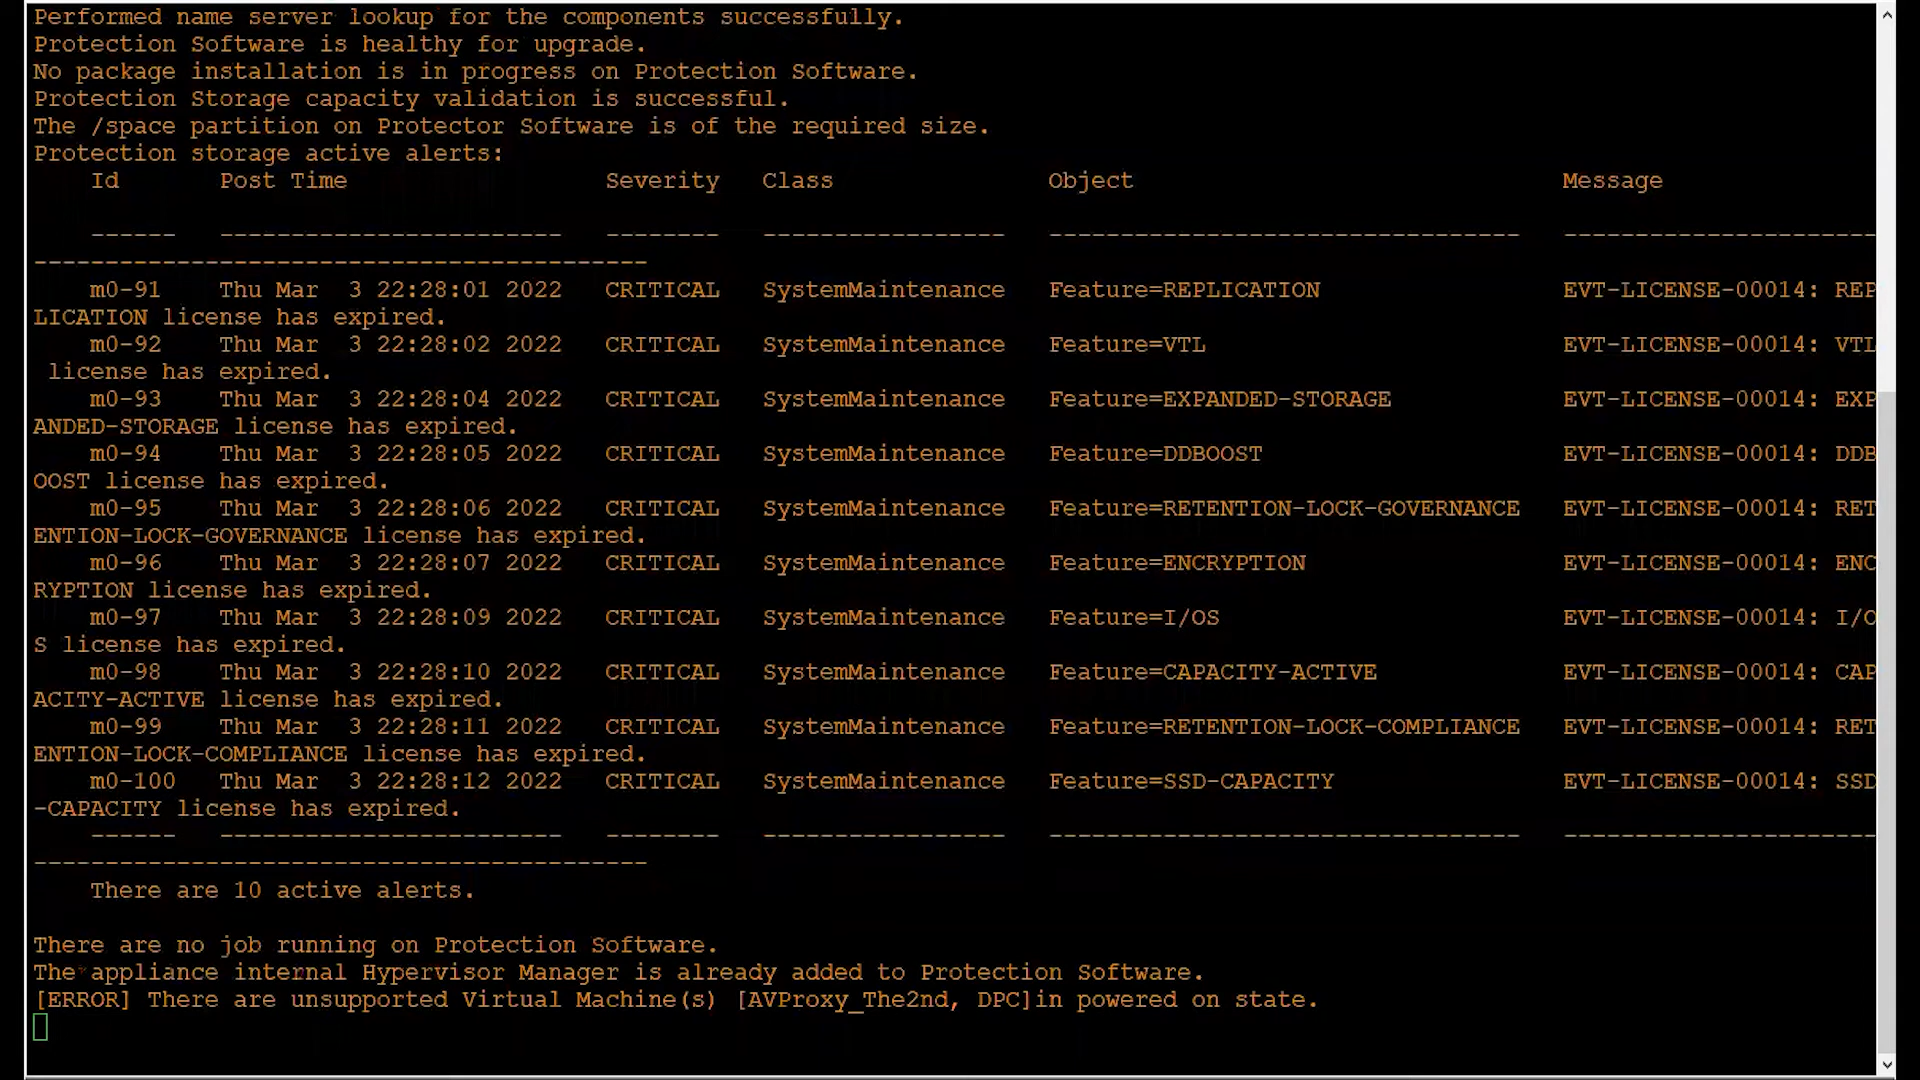 Performed name server lookup for the components successfully.
Protection Software is healthy for upgrade.
No package installation is in progress on Protection Software.
Protection Storage capacity validation is successful.
The /space partition on Protector Software is of the required size.
Protection storage active alerts:
    Id       Post Time                  Severity   Class               Object                              Message
    ------   ------------------------   --------   -----------------   ---------------------------------   ----------------------
-------------------------------------------
    m0-91    Thu Mar  3 22:28:01 2022   CRITICAL   SystemMaintenance   Feature=REPLICATION                 EVT-LICENSE-00014: REP
LICATION license has expired.
    m0-92    Thu Mar  3 22:28:02 2022   CRITICAL   SystemMaintenance   Feature=VTL                         EVT-LICENSE-00014: VTL
 license has expired.
    m0-93    Thu Mar  3 22:28:04 2022   CRITICAL   SystemMaintenance   Feature=EXPANDED-STORAGE            EVT-LICENSE-00014: EXP
ANDED-STORAGE license has expired.
    m0-94    Thu Mar  3 22:28:05 2022   CRITICAL   SystemMaintenance   Feature=DDBOOST                     EVT-LICENSE-00014: DDB
OOST license has expired.
    m0-95    Thu Mar  3 22:28:06 2022   CRITICAL   SystemMaintenance   Feature=RETENTION-LOCK-GOVERNANCE   EVT-LICENSE-00014: RET
ENTION-LOCK-GOVERNANCE license has expired.
    m0-96    Thu Mar  3 22:28:07 2022   CRITICAL   SystemMaintenance   Feature=ENCRYPTION                  EVT-LICENSE-00014: ENC
RYPTION license has expired.
    m0-97    Thu Mar  3 22:28:09 2022   CRITICAL   SystemMaintenance   Feature=I/OS                        EVT-LICENSE-00014: I/O
S license has expired.
    m0-98    Thu Mar  3 22:28:10 2022   CRITICAL   SystemMaintenance   Feature=CAPACITY-ACTIVE             EVT-LICENSE-00014: CAP
ACITY-ACTIVE license has expired.
    m0-99    Thu Mar  3 22:28:11 2022   CRITICAL   SystemMaintenance   Feature=RETENTION-LOCK-COMPLIANCE   EVT-LICENSE-00014: RET
ENTION-LOCK-COMPLIANCE license has expired.
    m0-100   Thu Mar  3 22:28:12 2022   CRITICAL   SystemMaintenance   Feature=SSD-CAPACITY                EVT-LICENSE-00014: SSD
-CAPACITY license has expired.
    ------   ------------------------   --------   -----------------   ---------------------------------   ----------------------
-------------------------------------------
    There are 10 active alerts.
There are no job running on Protection Software.
The appliance internal Hypervisor Manager is already added to Protection Software.
[ERROR] There are unsupported Virtual Machine(s) [AVProxy_The2nd, DPC]in powered on state.